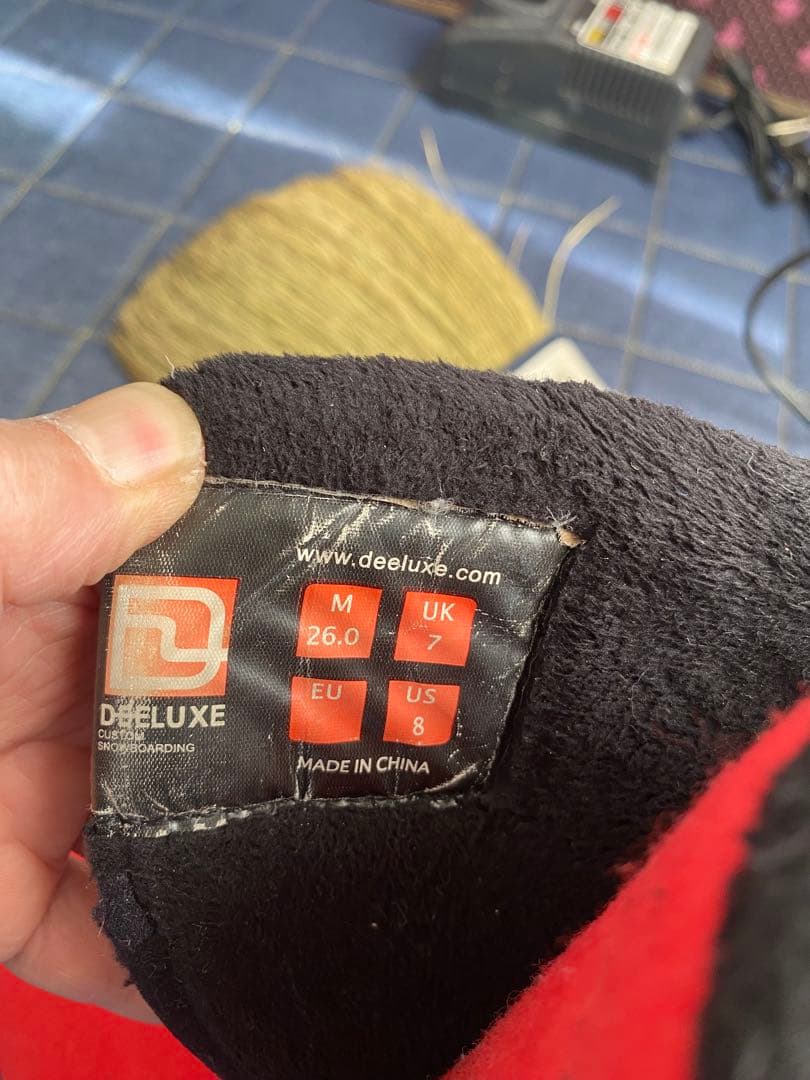 www.deeluxe.com
M
26.0
UK
7
EU
US
8
DEELUXE
CUSTOM
SNOWBOARDING
MADE IN CHINA